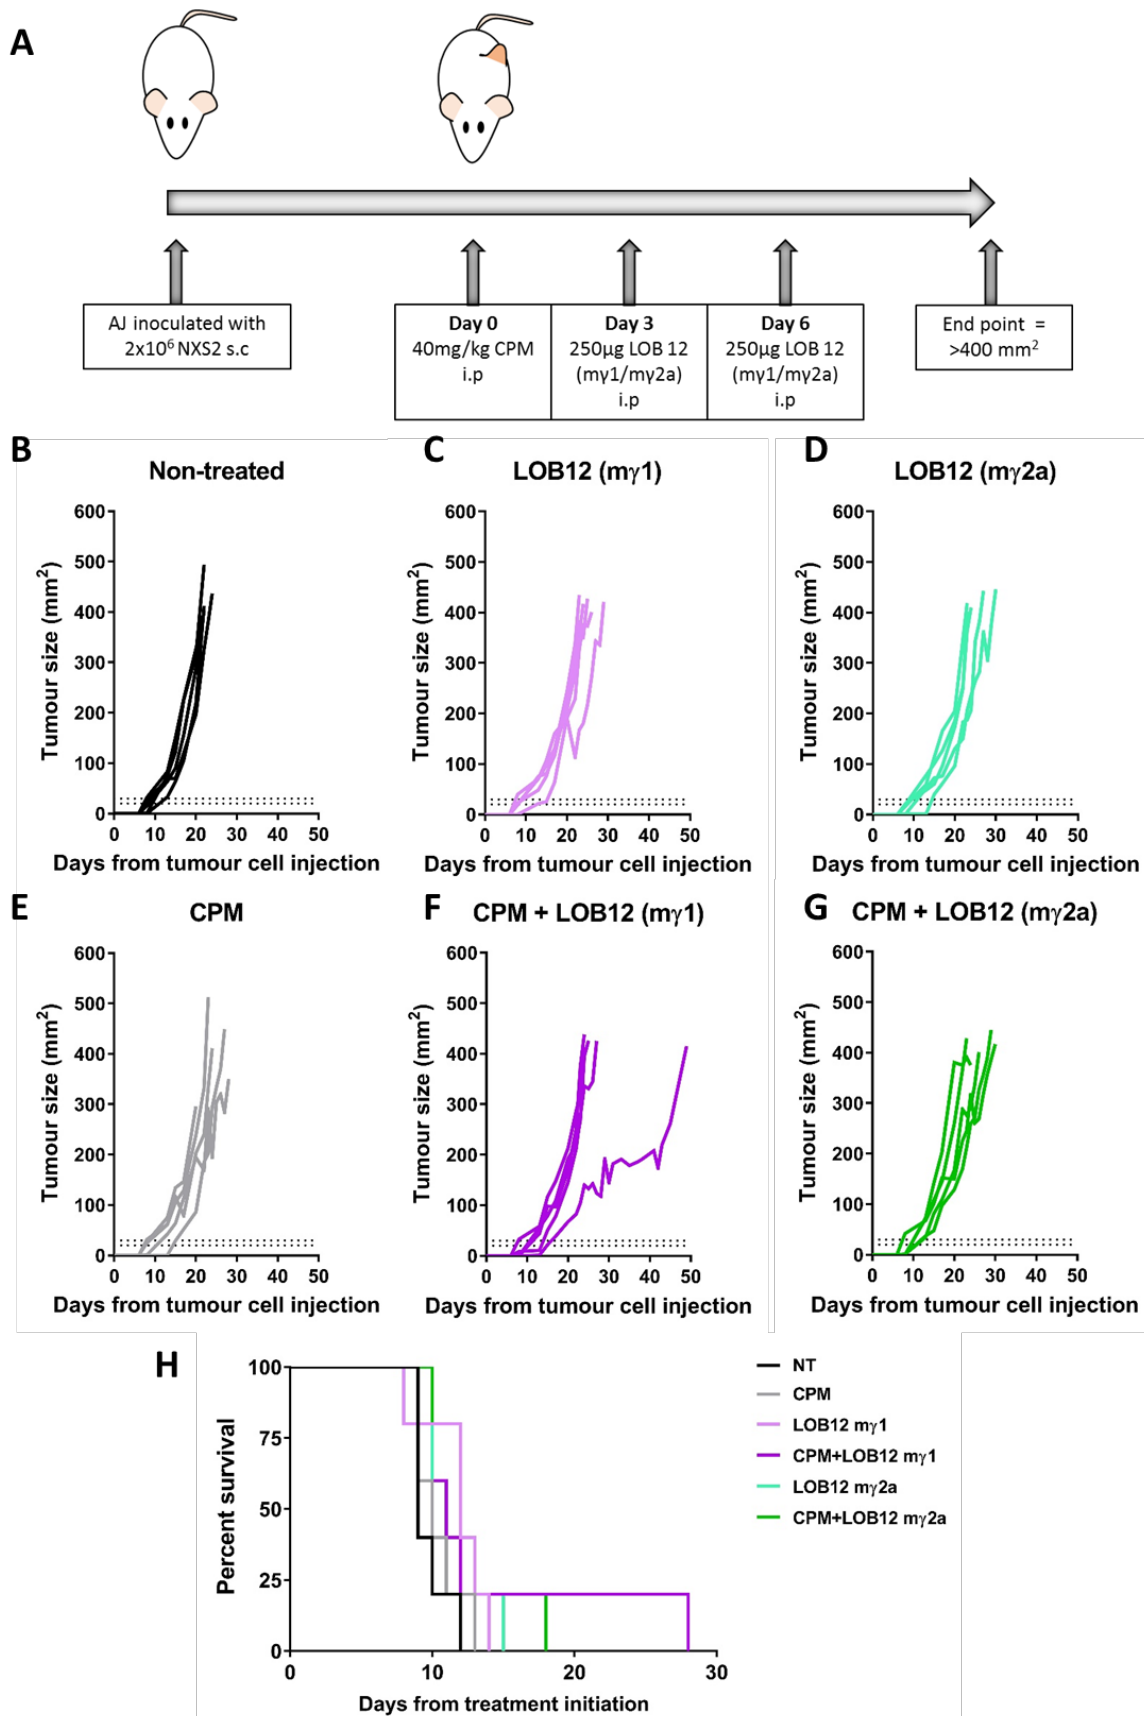 A
AJ inoculated with
2x10⁶ NXS2 s.c
Day 0
40mg/kg CPM
i.p
Day 3
250µg LOB 12
(mγ1/mγ2a)
i.p
Day 6
250µg LOB 12
(mγ1/mγ2a)
i.p
End point =
>400 mm²
B
Non-treated
Tumour size (mm²)
600
500
400
300
200
100
0
0 10 20 30 40 50
Days from tumour cell injection
C
LOB12 (mγ1)
Tumour size (mm²)
600
500
400
300
200
100
0
0 10 20 30 40 50
Days from tumour cell injection
D
LOB12 (mγ2a)
Tumour size (mm²)
600
500
400
300
200
100
0
0 10 20 30 40 50
Days from tumour cell injection
E
CPM
Tumour size (mm²)
600
500
400
300
200
100
0
0 10 20 30 40 50
Days from tumour cell injection
F
CPM + LOB12 (mγ1)
Tumour size (mm²)
600
500
400
300
200
100
0
0 10 20 30 40 50
Days from tumour cell injection
G
CPM + LOB12 (mγ2a)
Tumour size (mm²)
600
500
400
300
200
100
0
0 10 20 30 40 50
Days from tumour cell injection
H
Percent survival
100
75
50
25
0
0 10 20 30
Days from treatment initiation
NT
CPM
LOB12 mγ1
CPM+LOB12 mγ1
LOB12 mγ2a
CPM+LOB12 mγ2a